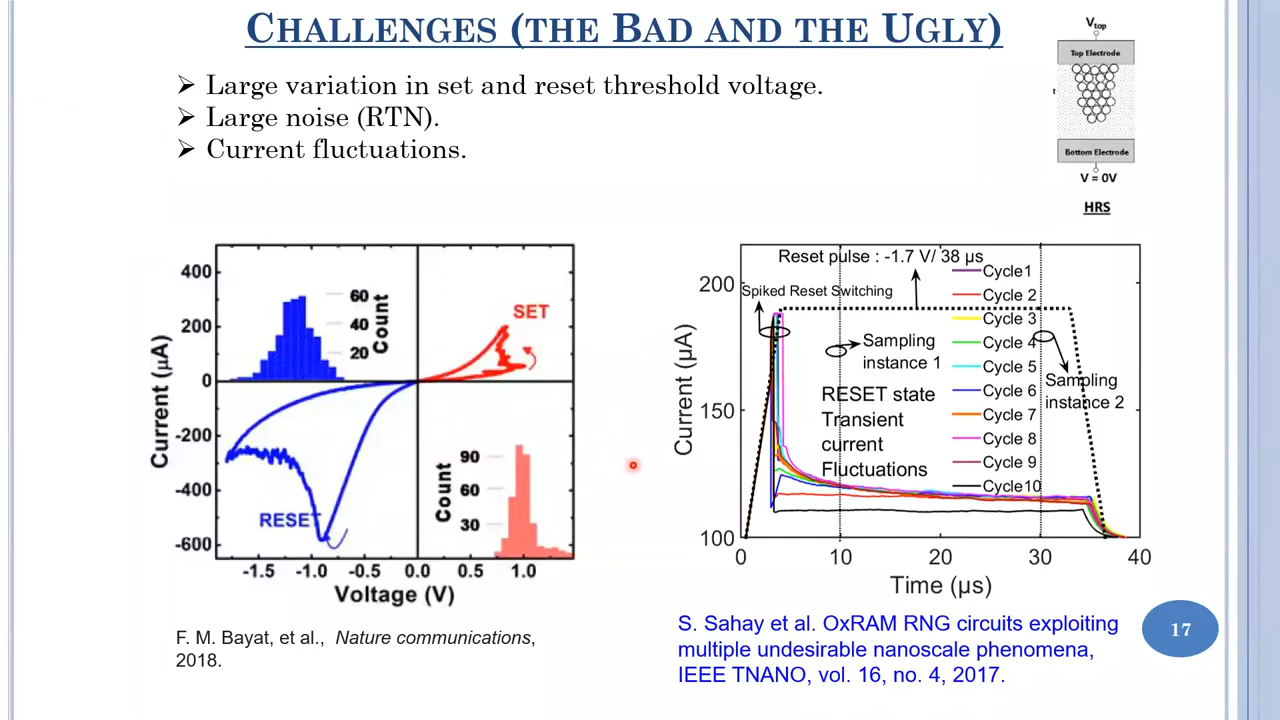 CHALLENGES (THE BAD AND THE UGLY)
➢ Large variation in set and reset threshold voltage.
➢ Large noise (RTN).
➢ Current fluctuations.
Vtop
Top Electrode
t
Bottom Electrode
V = 0V
HRS
400
200
0
-200
-400
-600
Current (µA)
60
40
20
Count
SET
RESET
90
60
30
Count
-1.5
-1.0
-0.5
0.0
0.5
1.0
Voltage (V)
F. M. Bayat, et al., Nature communications,
2018.
Reset pulse : -1.7 V/ 38 µs
Spiked Reset Switching
Sampling
instance 1
RESET state
Transient
current
Fluctuations
Cycle1
Cycle 2
Cycle 3
Cycle 4
Cycle 5
Cycle 6
Cycle 7
Cycle 8
Cycle 9
Cycle10
Sampling
instance 2
200
150
100
Current (µA)
0
10
20
30
40
Time (µs)
S. Sahay et al. OxRAM RNG circuits exploiting
multiple undesirable nanoscale phenomena,
IEEE TNANO, vol. 16, no. 4, 2017.
17